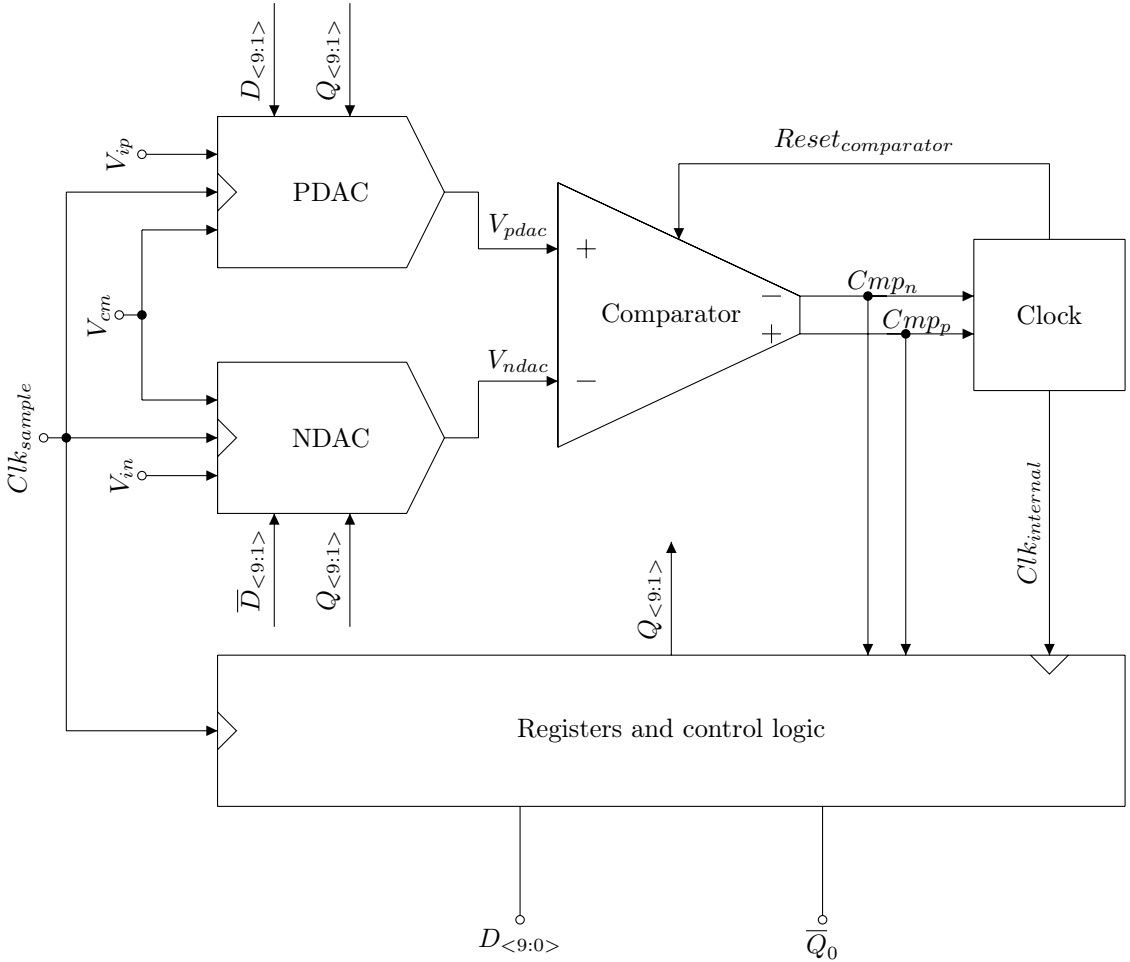 D<9:1>
Q<9:1>
V_ip
PDAC
Reset_comparator
V_pdac
+
Cmp_n
−
Comparator
Clock
V_cm
+
Cmp_p
V_ndac
−
Clk_sample
NDAC
V_in
Clk_internal
D̅<9:1>
Q<9:1>
Q<9:1>
Registers and control logic
D<9:0>
Q̅_0